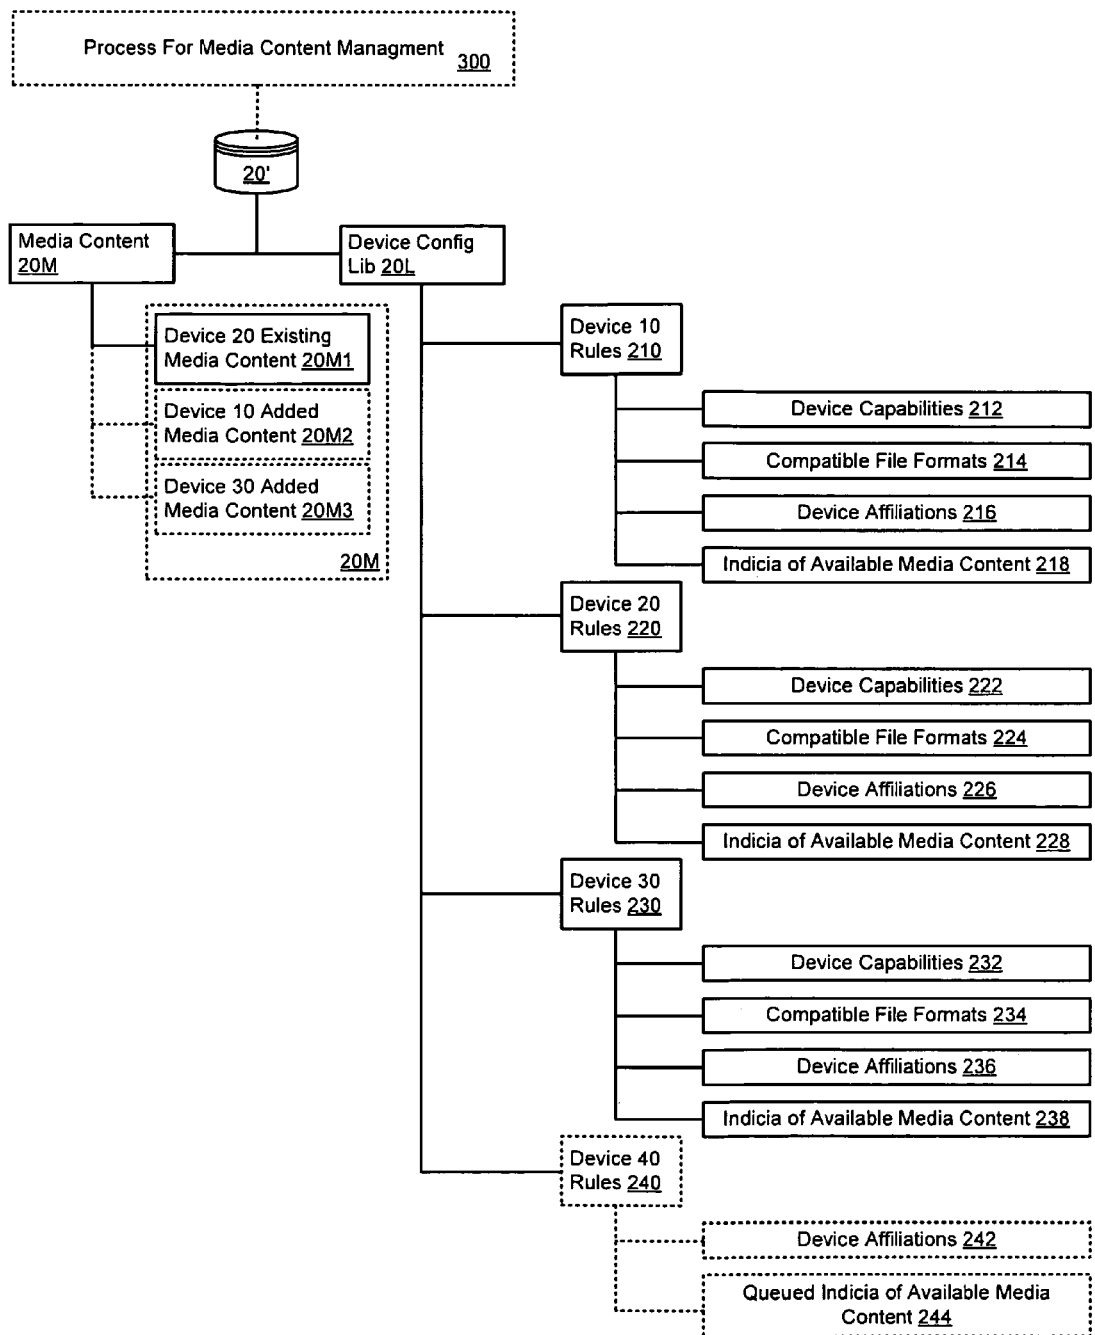 Process For Media Content Managment 300
20'
Media Content
20M
Device Config
Lib 20L
Device 20 Existing
Media Content 20M1
Device 10 Added
Media Content 20M2
Device 30 Added
Media Content 20M3
20M
Device 10
Rules 210
Device Capabilities 212
Compatible File Formats 214
Device Affiliations 216
Indicia of Available Media Content 218
Device 20
Rules 220
Device Capabilities 222
Compatible File Formats 224
Device Affiliations 226
Indicia of Available Media Content 228
Device 30
Rules 230
Device Capabilities 232
Compatible File Formats 234
Device Affiliations 236
Indicia of Available Media Content 238
Device 40
Rules 240
Device Affiliations 242
Queued Indicia of Available Media
Content 244